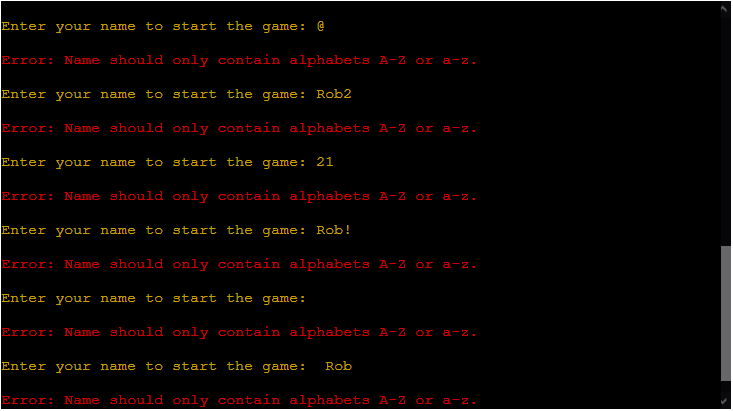 Enter your name to start the game: @
Error: Name should only contain alphabets A-Z or a-z.
Enter your name to start the game: Rob2
Error: Name should only contain alphabets A-Z or a-z.
Enter your name to start the game: 21
Error: Name should only contain alphabets A-Z or a-z.
Enter your name to start the game: Rob!
Error: Name should only contain alphabets A-Z or a-z.
Enter your name to start the game:
Error: Name should only contain alphabets A-Z or a-z.
Enter your name to start the game:  Rob
Error: Name should only contain alphabets A-Z or a-z.